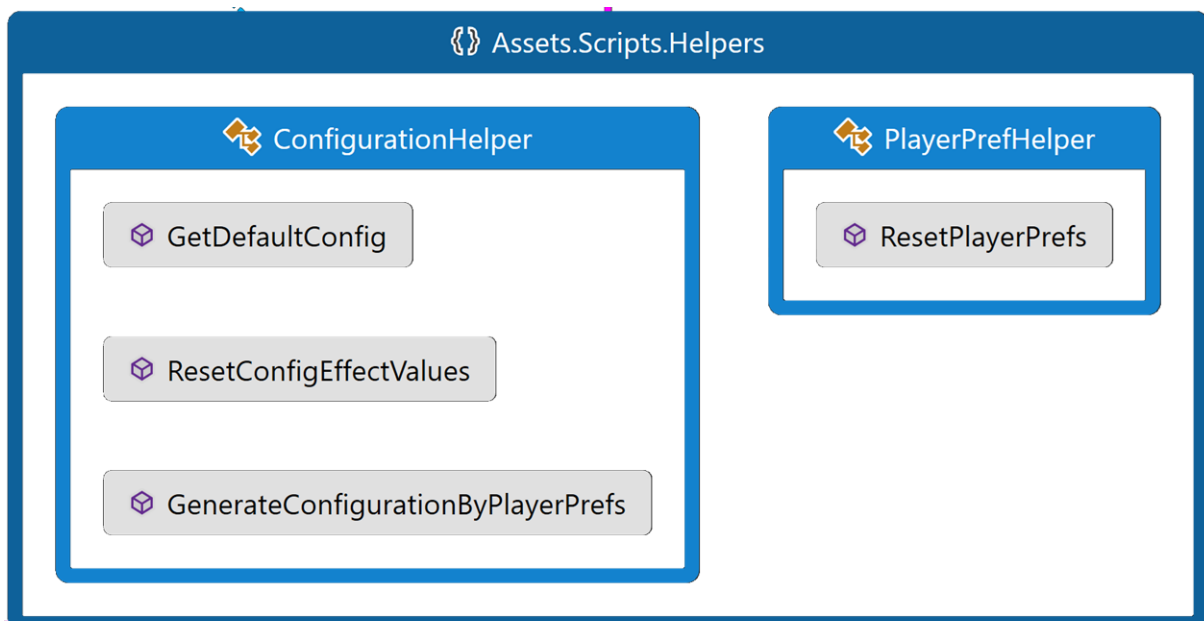 Assets.Scripts.Helpers
ConfigurationHelper
GetDefaultConfig
ResetConfigEffectValues
GenerateConfigurationByPlayerPrefs
PlayerPrefHelper
ResetPlayerPrefs